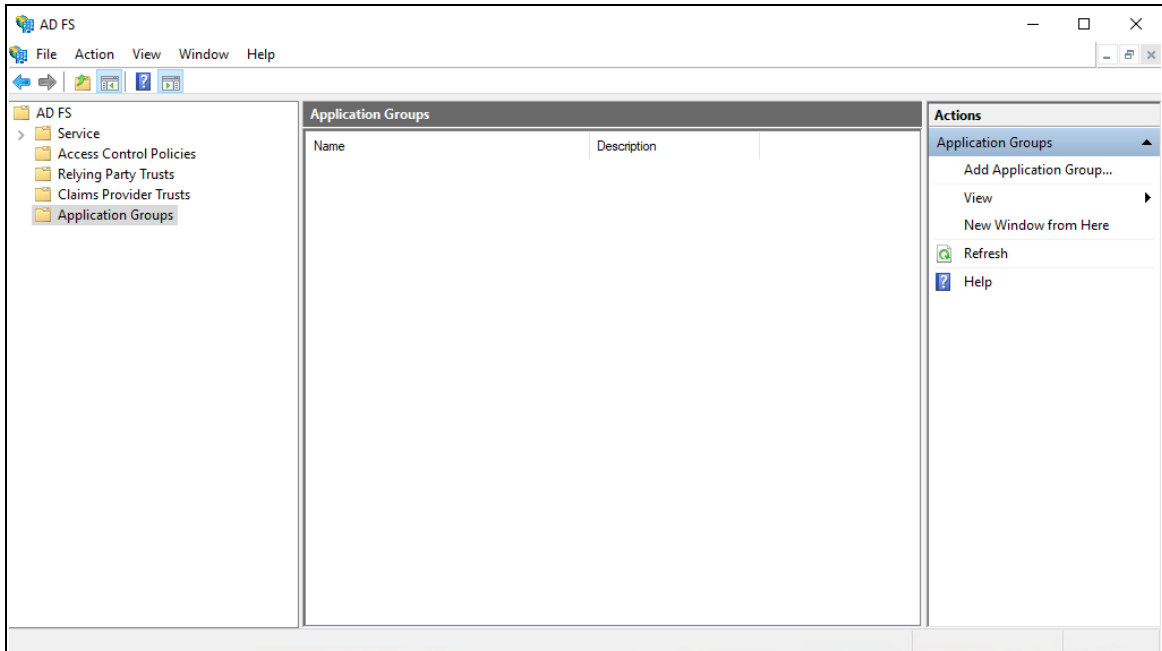 AD FS
File Action View Window Help
AD FS
Service
Access Control Policies
Relying Party Trusts
Claims Provider Trusts
Application Groups
Application Groups
Name Description
Actions
Application Groups
Add Application Group...
View
New Window from Here
Refresh
Help